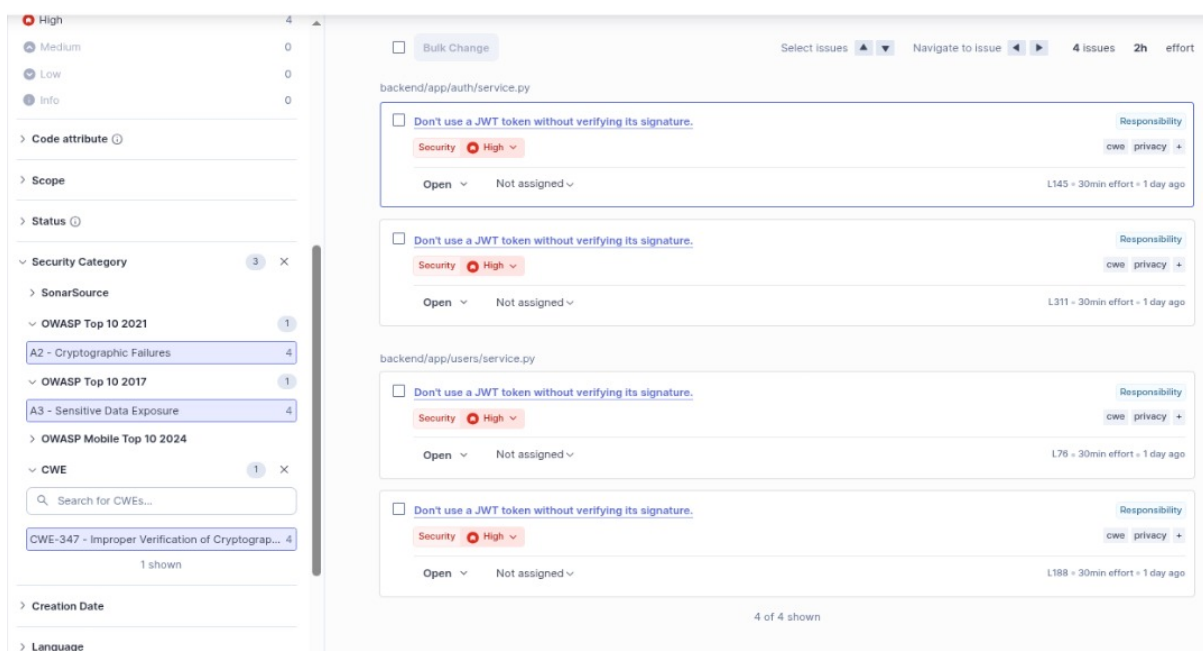 High 4
Medium 0
Low 0
Info 0
Code attribute
Scope
Status
Security Category 3
SonarSource
OWASP Top 10 2021 1
A2 - Cryptographic Failures 4
OWASP Top 10 2017 1
A3 - Sensitive Data Exposure 4
OWASP Mobile Top 10 2024
CWE 1
Search for CWEs...
CWE-347 - Improper Verification of Cryptograp... 4
1 shown
Creation Date
Language
Bulk Change Select issues Navigate to issue 4 issues 2h effort
backend/app/auth/service.py
Don't use a JWT token without verifying its signature. Responsibility
Security High cwe privacy +
Open Not assigned L145 • 30min effort • 1 day ago
Don't use a JWT token without verifying its signature. Responsibility
Security High cwe privacy +
Open Not assigned L311 • 30min effort • 1 day ago
backend/app/users/service.py
Don't use a JWT token without verifying its signature. Responsibility
Security High cwe privacy +
Open Not assigned L76 • 30min effort • 1 day ago
Don't use a JWT token without verifying its signature. Responsibility
Security High cwe privacy +
Open Not assigned L188 • 30min effort • 1 day ago
4 of 4 shown